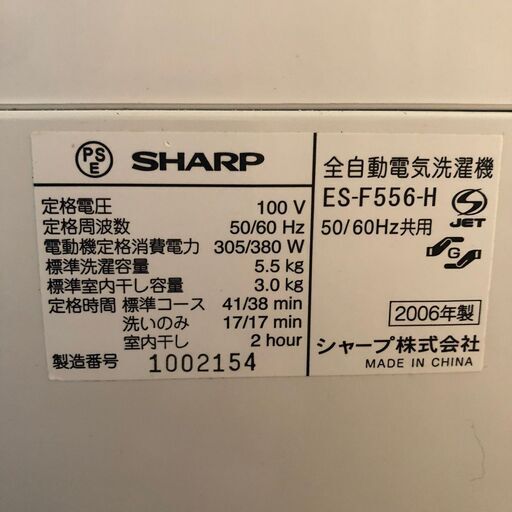 PS
E
SHARP
定格電圧 100 V
定格周波数 50/60 Hz
電動機定格消費電力 305/380 W
標準洗濯容量 5.5 kg
標準室内干し容量 3.0 kg
定格時間 標準コース 41/38 min
洗いのみ 17/17 min
室内干し 2 hour
製造番号 1002154
全自動電気洗濯機
ES-F556-H
50/60Hz共用
S
JET
G
2006年製
シャープ株式会社
MADE IN CHINA